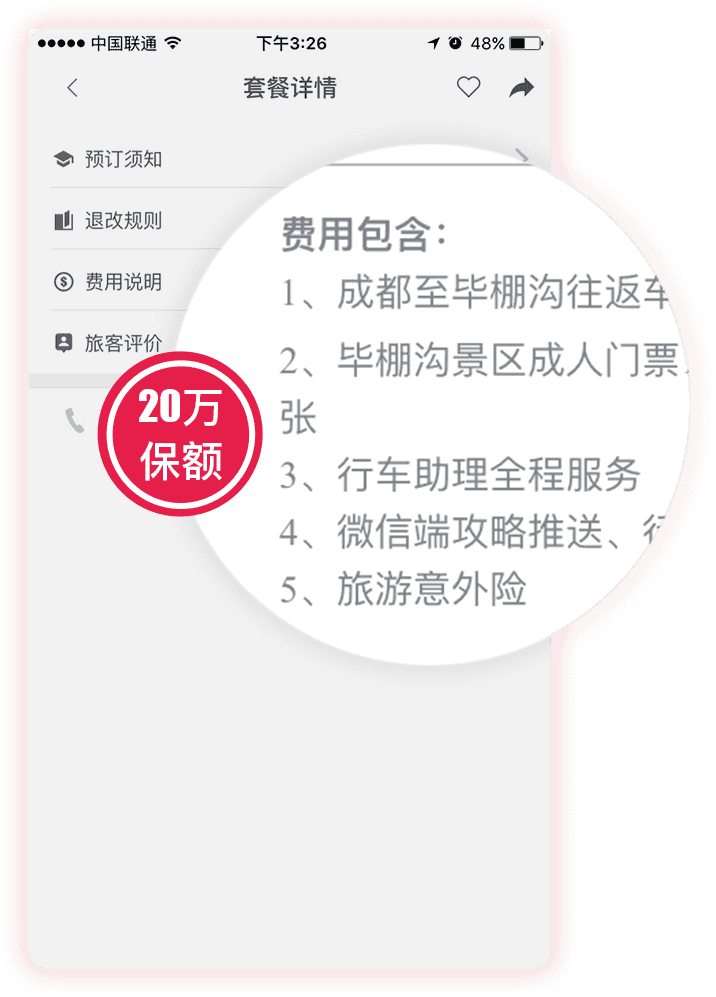 中国联通
下午3:26
48%
套餐详情
预订须知
退改规则
费用说明
旅客评价
20万
保额
费用包含：
1、成都至毕棚沟往返车
2、毕棚沟景区成人门票
张
3、行车助理全程服务
4、微信端攻略推送、
5、旅游意外险